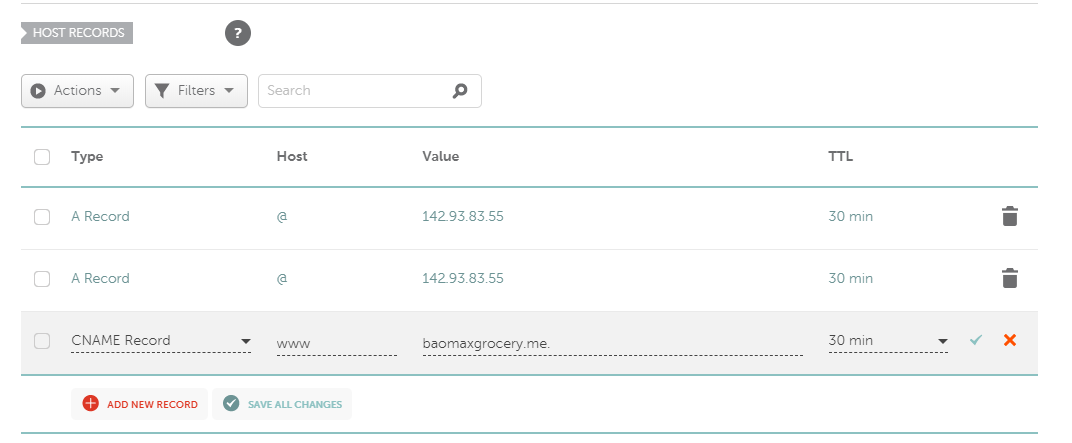 HOST RECORDS
?
Actions Filters Search
Type Host Value TTL
A Record @ 142.93.83.55 30 min
A Record @ 142.93.83.55 30 min
CNAME Record www baomaxgrocery.me. 30 min
ADD NEW RECORD SAVE ALL CHANGES